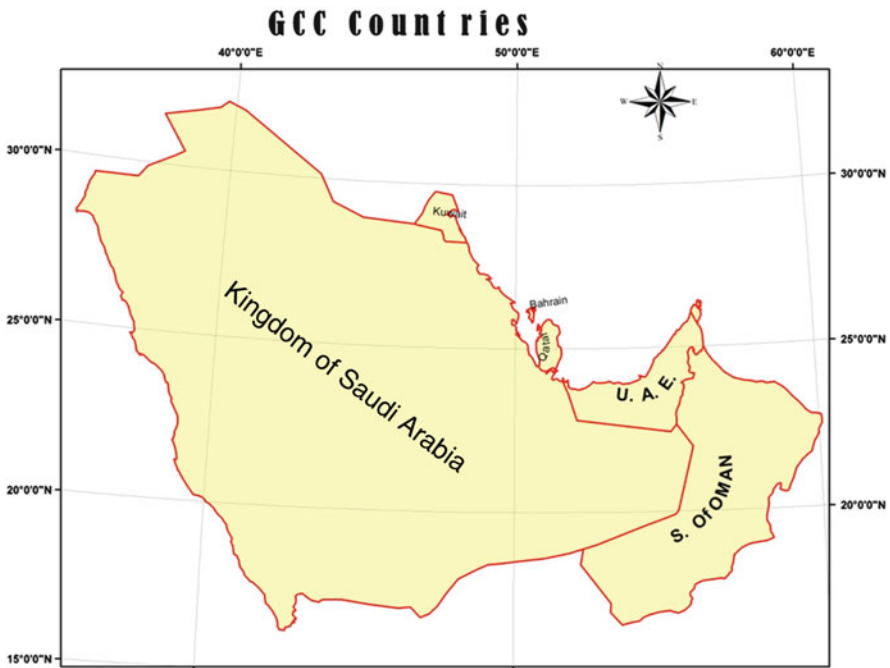 GCC Countries
40°0'0"E 50°0'0"E 60°0'0"E
N
W E
S
30°0'0"N 30°0'0"N
Kuwait
Bahrain
25°0'0"N 25°0'0"N
Qatar
U. A. E.
Kingdom of Saudi Arabia
20°0'0"N 20°0'0"N
S. Of OMAN
15°0'0"N